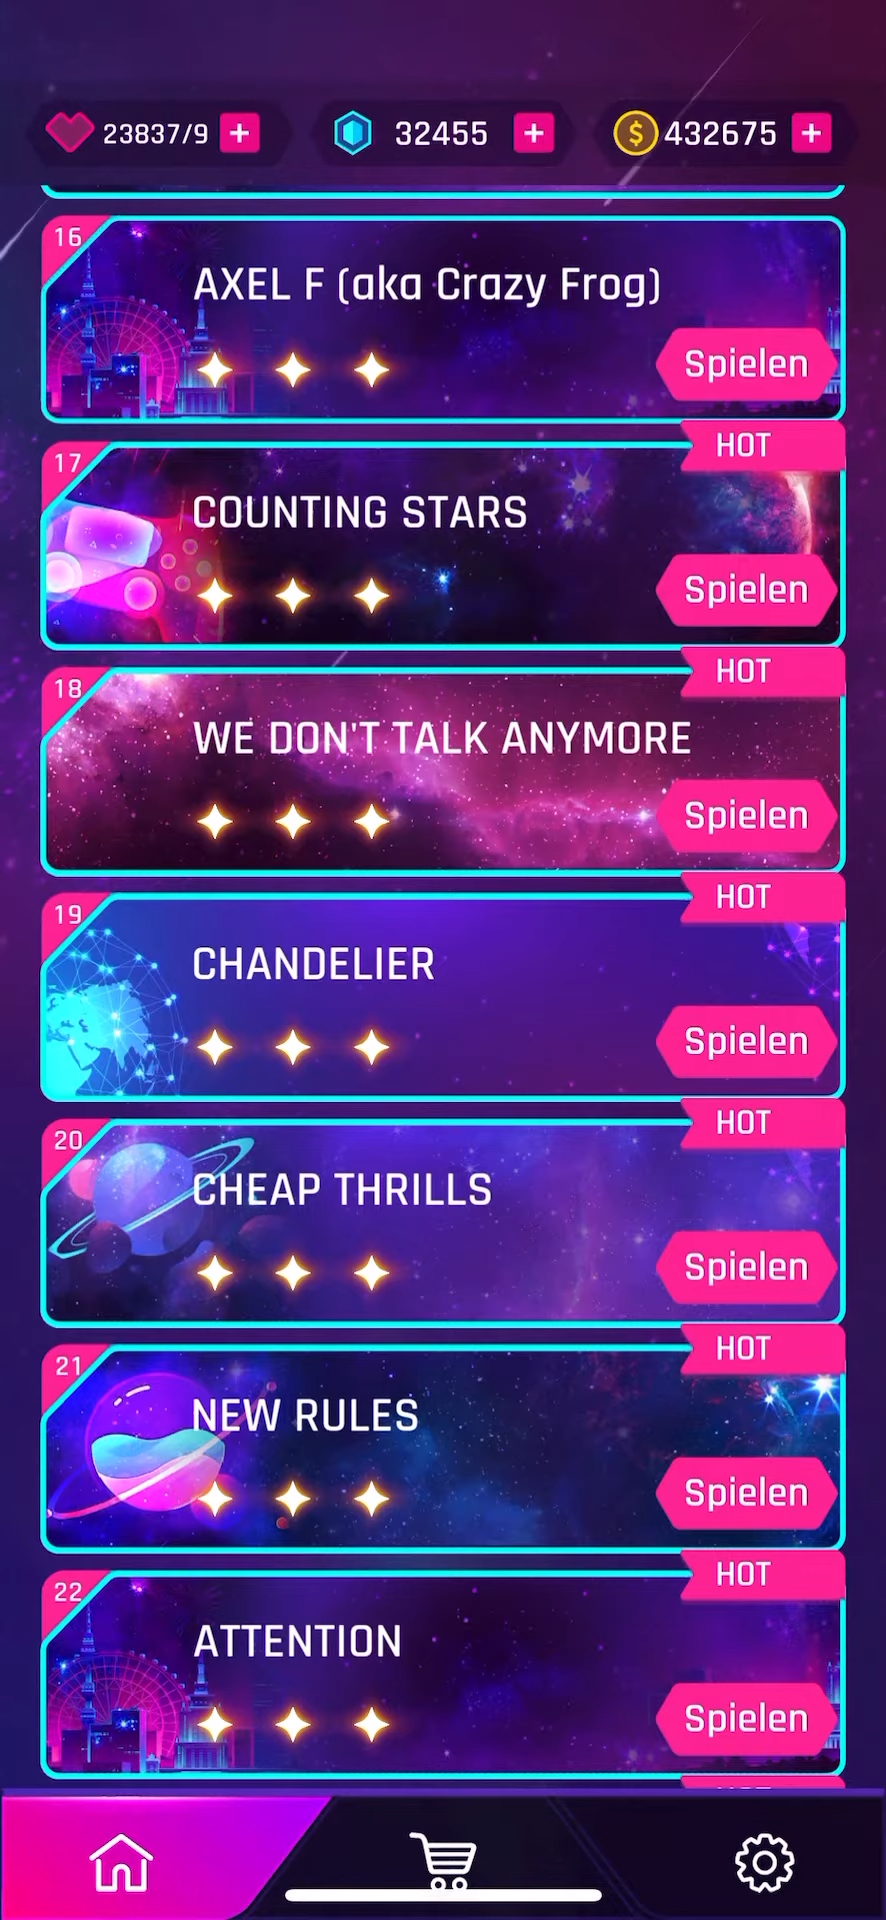 23837/9 + 32455 + $ 432675 +
16
AXEL F (aka Crazy Frog)
Spielen
HOT
17
COUNTING STARS
Spielen
HOT
18
WE DON'T TALK ANYMORE
Spielen
HOT
19
CHANDELIER
Spielen
HOT
20
CHEAP THRILLS
Spielen
HOT
21
NEW RULES
Spielen
HOT
22
ATTENTION
Spielen